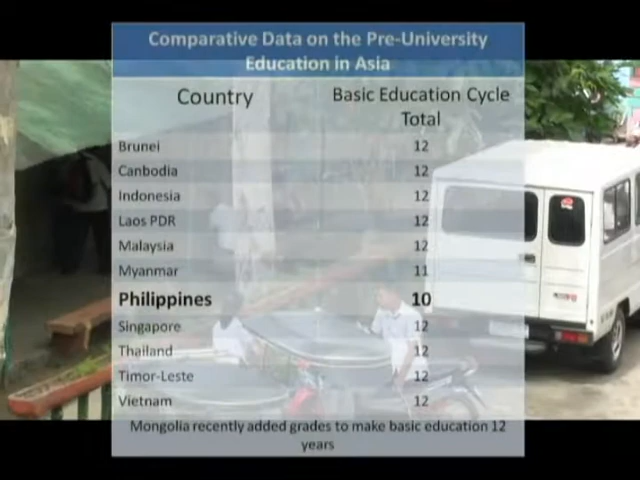 Comparative Data on the Pre-University
Education in Asia
Country Basic Education Cycle
Total
Brunei 12
Canbodia 12
Indonesia 12
Laos PDR 12
Malaysia 12
Myanmar 11
Philippines 10
Singapore 12
Thailand 12
Timor-Leste 12
Vietnam 12
Mongolia recently added grades to make basic education 12
years